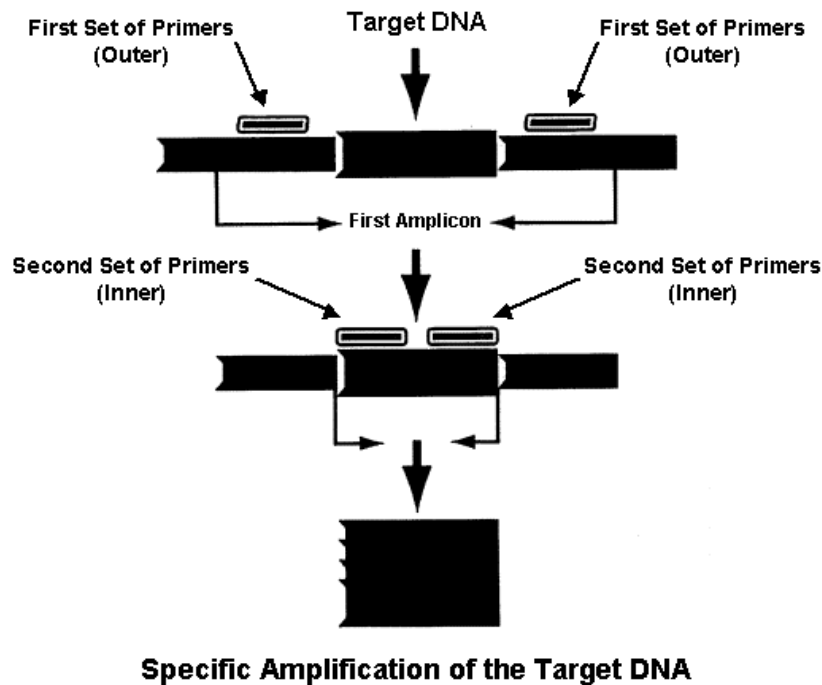 First Set of Primers
(Outer)
Target DNA
First Set of Primers
(Outer)
First Amplicon
Second Set of Primers
(Inner)
Second Set of Primers
(Inner)
Specific Amplification of the Target DNA